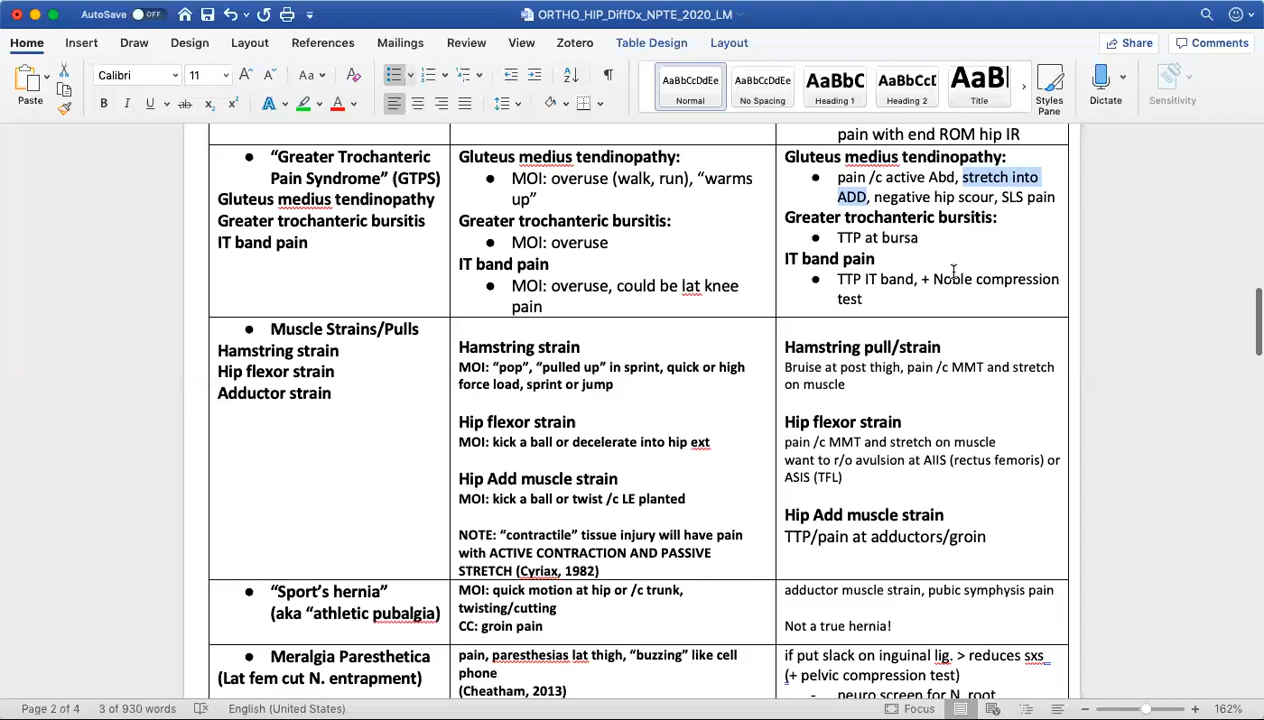 AutoSave OFF ORTHO_HIP_DiffDx_NPTE_2020_LM
Home Insert Draw Design Layout References Mailings Review View Zotero Table Design Layout Share Comments
Calibri 11
Paste
AaBbCcDdEe AaBbCcDdEe AaBbC AaBbCcI AaB
Normal No Spacing Heading 1 Heading 2 Title
Styles Pane
Dictate
Sensitivity
pain with end ROM hip IR
● “Greater Trochanteric
Pain Syndrome” (GTPS)
Gluteus medius tendinopathy
Greater trochanteric bursitis
IT band pain
Gluteus medius tendinopathy:
● MOI: overuse (walk, run), “warms
up”
Greater trochanteric bursitis:
● MOI: overuse
IT band pain
● MOI: overuse, could be lat knee
pain
Gluteus medius tendinopathy:
● pain /c active Abd, stretch into
ADD, negative hip scour, SLS pain
Greater trochanteric bursitis:
● TTP at bursa
IT band pain
● TTP IT band, + Noble compression
test
● Muscle Strains/Pulls
Hamstring strain
Hip flexor strain
Adductor strain
Hamstring strain
MOI: “pop”, “pulled up” in sprint, quick or high
force load, sprint or jump
Hip flexor strain
MOI: kick a ball or decelerate into hip ext
Hip Add muscle strain
MOI: kick a ball or twist /c LE planted
NOTE: “contractile” tissue injury will have pain
with ACTIVE CONTRACTION AND PASSIVE
STRETCH (Cyriax, 1982)
Hamstring pull/strain
Bruise at post thigh, pain /c MMT and stretch
on muscle
Hip flexor strain
pain /c MMT and stretch on muscle
want to r/o avulsion at AIIS (rectus femoris) or
ASIS (TFL)
Hip Add muscle strain
TTP/pain at adductors/groin
● “Sport’s hernia”
(aka “athletic pubalgia)
MOI: quick motion at hip or /c trunk,
twisting/cutting
CC: groin pain
adductor muscle strain, pubic symphysis pain
Not a true hernia!
● Meralgia Paresthetica
(Lat fem cut N. entrapment)
pain, paresthesias lat thigh, “buzzing” like cell
phone
(Cheatham, 2013)
if put slack on inguinal lig. > reduces sxs
(+ pelvic compression test)
- neuro screen for N. root
Page 2 of 4 3 of 930 words English (United States) Focus 162%